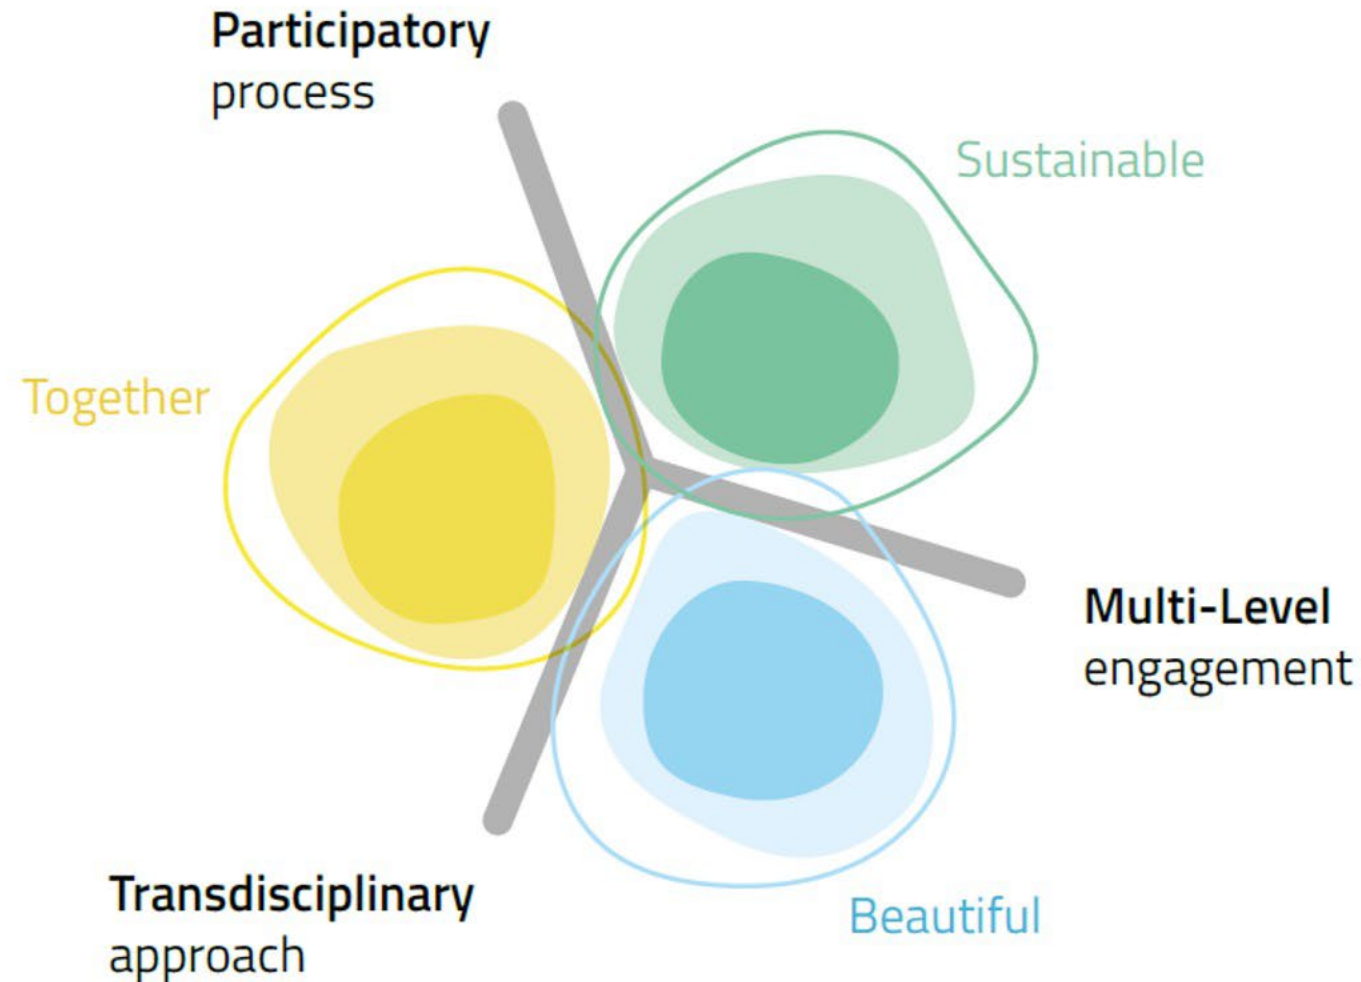 Participatory
process
Sustainable
Together
Multi-Level
engagement
Transdisciplinary
approach
Beautiful